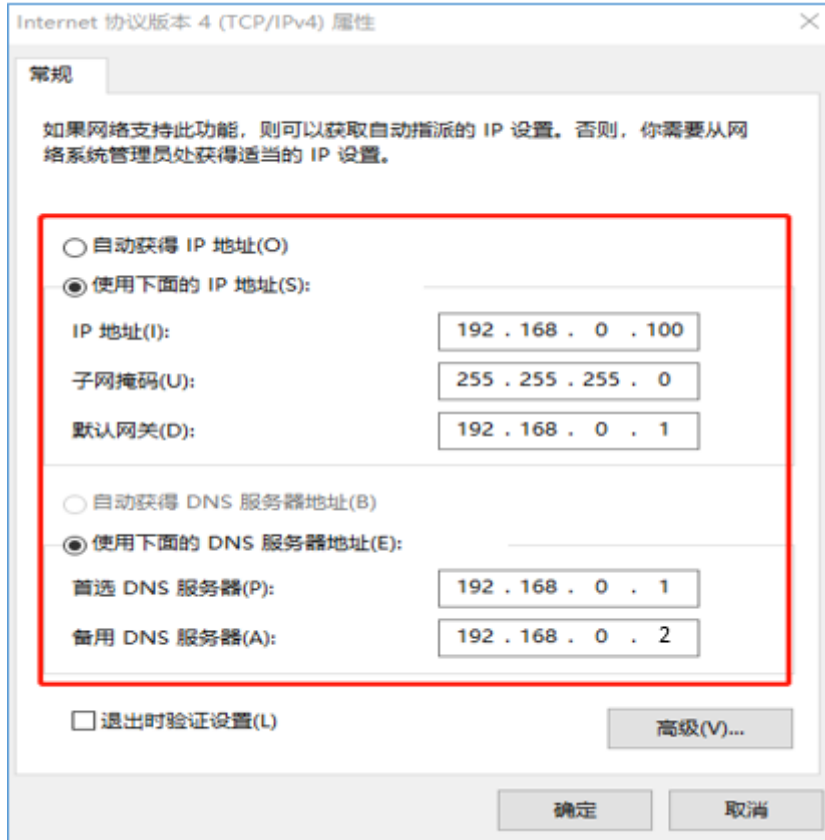 Internet 协议版本 4 (TCP/IPv4) 属性
常规
如果网络支持此功能，则可以获取自动指派的 IP 设置。否则，你需要从网
络系统管理员处获得适当的 IP 设置。
自动获得 IP 地址(O)
使用下面的 IP 地址(S):
IP 地址(I): 192 . 168 . 0 . 100
子网掩码(U): 255 . 255 . 255 . 0
默认网关(D): 192 . 168 . 0 . 1
自动获得 DNS 服务器地址(B)
使用下面的 DNS 服务器地址(E):
首选 DNS 服务器(P): 192 . 168 . 0 . 1
备用 DNS 服务器(A): 192 . 168 . 0 . 2
退出时验证设置(L)
高级(V)...
确定 取消